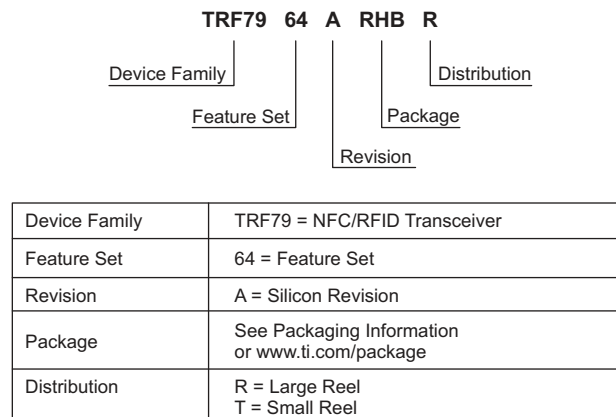 TRF79 64 A RHB R
Device Family
Distribution
Feature Set
Package
Revision
Device Family TRF79 = NFC/RFID Transceiver
Feature Set 64 = Feature Set
Revision A = Silicon Revision
Package See Packaging Information
or www.ti.com/package
Distribution R = Large Reel
T = Small Reel